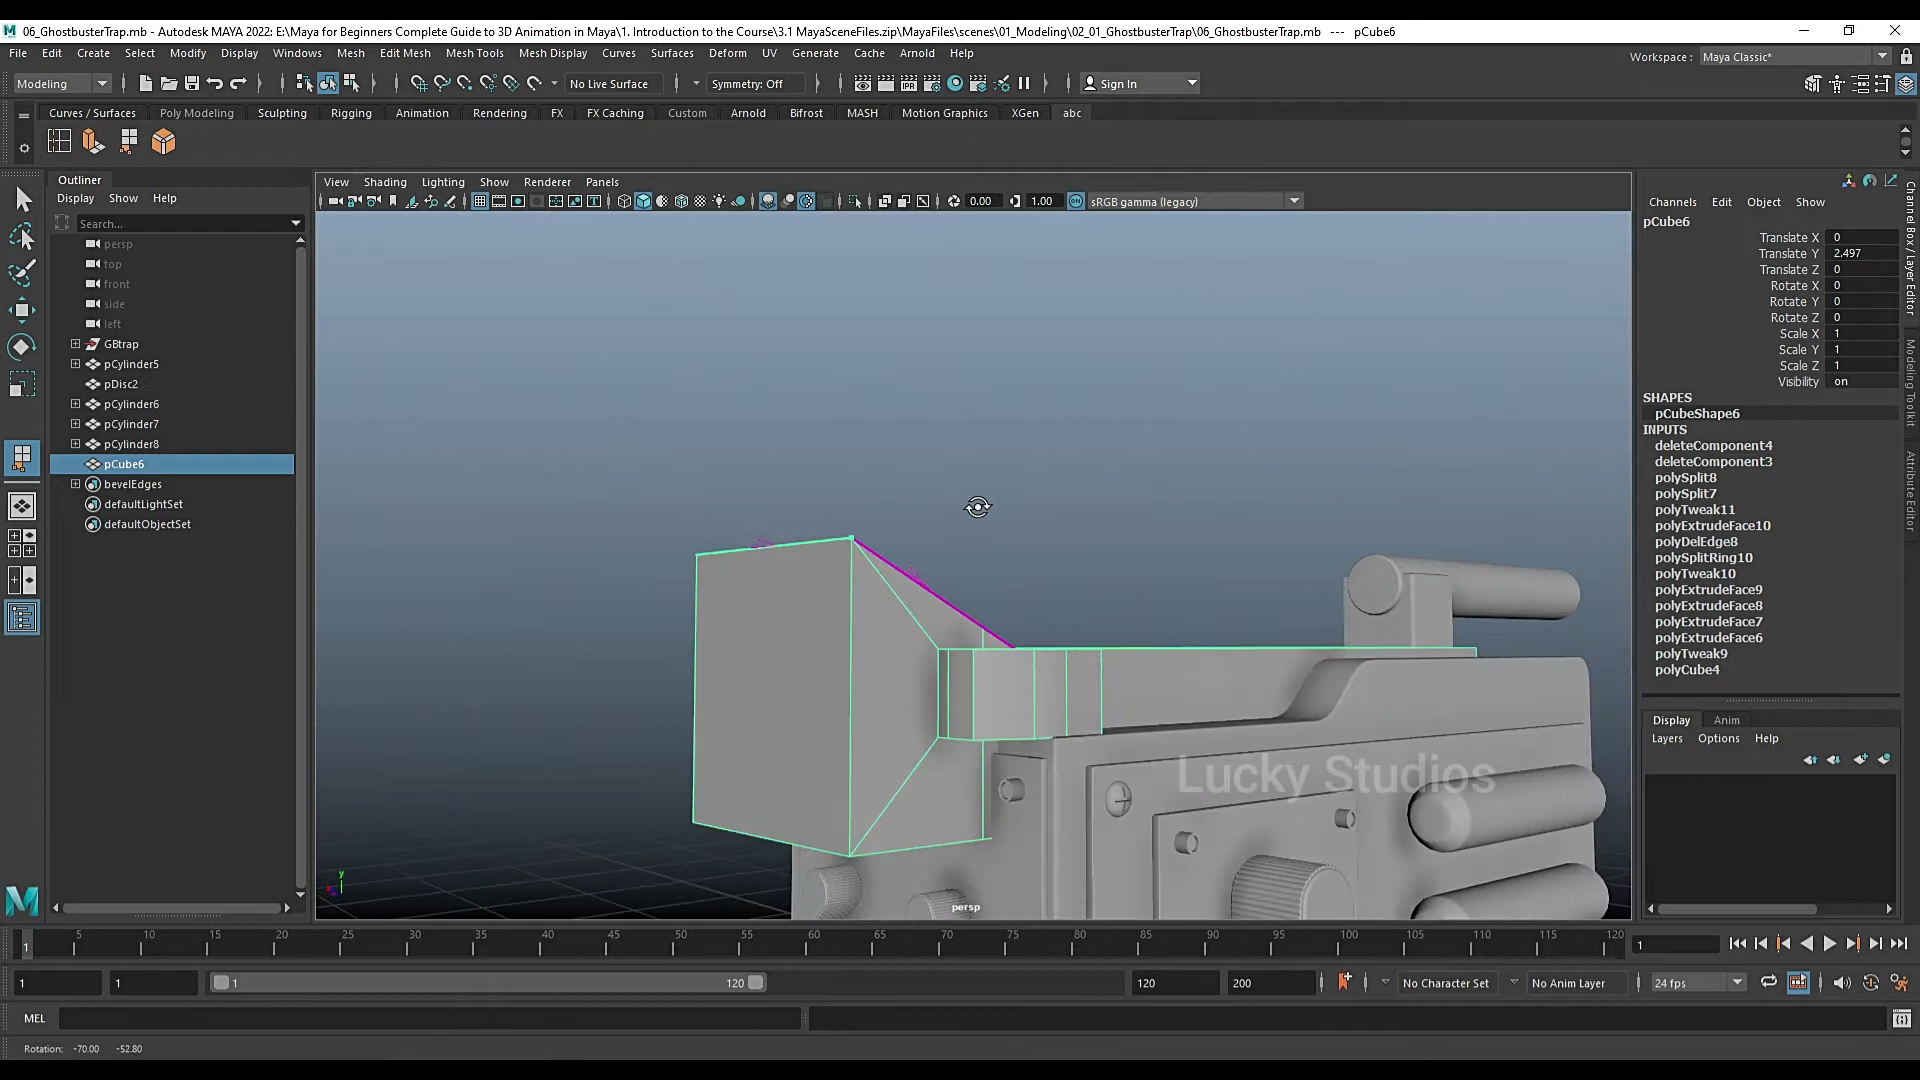 06_GhostbusterTrap.mb - Autodesk MAYA 2022: E:\Maya for Beginners Complete Guide to 3D Animation in Maya\1. Introduction to the Course\3.1 MayaSceneFiles.zip\MayaFiles\scenes\01_Modeling\02_01_GhostbusterTrap\06_GhostbusterTrap.mb --- pCube6
File Edit Create Select Modify Display Windows Mesh Edit Mesh Mesh Tools Mesh Display Curves Surfaces Deform UV Generate Cache Arnold Help
Workspace : Maya Classic*
Modeling No Live Surface Symmetry: Off Sign In
Curves / Surfaces Poly Modeling Sculpting Rigging Animation Rendering FX FX Caching Custom Arnold Bifrost MASH Motion Graphics XGen abc
Outliner
Display Show Help
Search...
persp
top
front
side
left
GBtrap
pCylinder5
pDisc2
pCylinder6
pCylinder7
pCylinder8
pCube6
bevelEdges
defaultLightSet
defaultObjectSet
View Shading Lighting Show Renderer Panels
0.00 1.00 sRGB gamma (legacy)
Lucky Studios
persp
y
Channels Edit Object Show
pCube6
Translate X 0
Translate Y 2.497
Translate Z 0
Rotate X 0
Rotate Y 0
Rotate Z 0
Scale X 1
Scale Y 1
Scale Z 1
Visibility on
SHAPES
pCubeShape6
INPUTS
deleteComponent4
deleteComponent3
polySplit8
polySplit7
polyTweak11
polyExtrudeFace10
polyDelEdge8
polySplitRing10
polyTweak10
polyExtrudeFace9
polyExtrudeFace8
polyExtrudeFace7
polyExtrudeFace6
polyTweak9
polyCube4
Display Anim
Layers Options Help
Channel Box / Layer Editor
Modeling Toolkit
Attribute Editor
1 5 10 15 20 25 30 35 40 45 50 55 60 65 70 75 80 85 90 95 100 105 110 115 120 1
1 1 1 120 120 200 No Character Set No Anim Layer 24 fps
MEL
Rotation: -70.00 -52.80